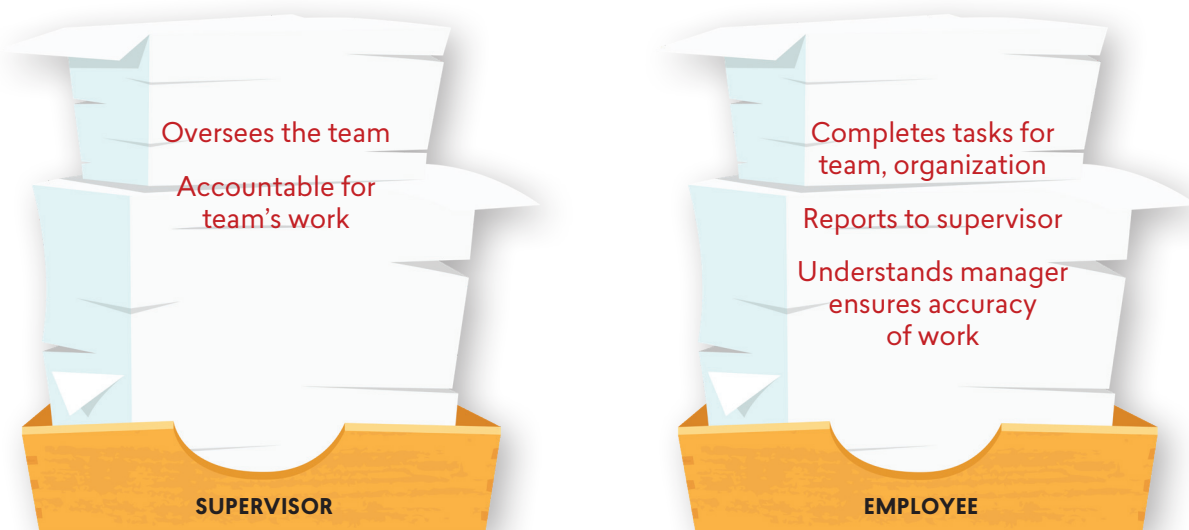 Oversees the team
Accountable for
team’s work
SUPERVISOR
Completes tasks for
team, organization
Reports to supervisor
Understands manager
ensures accuracy
of work
EMPLOYEE